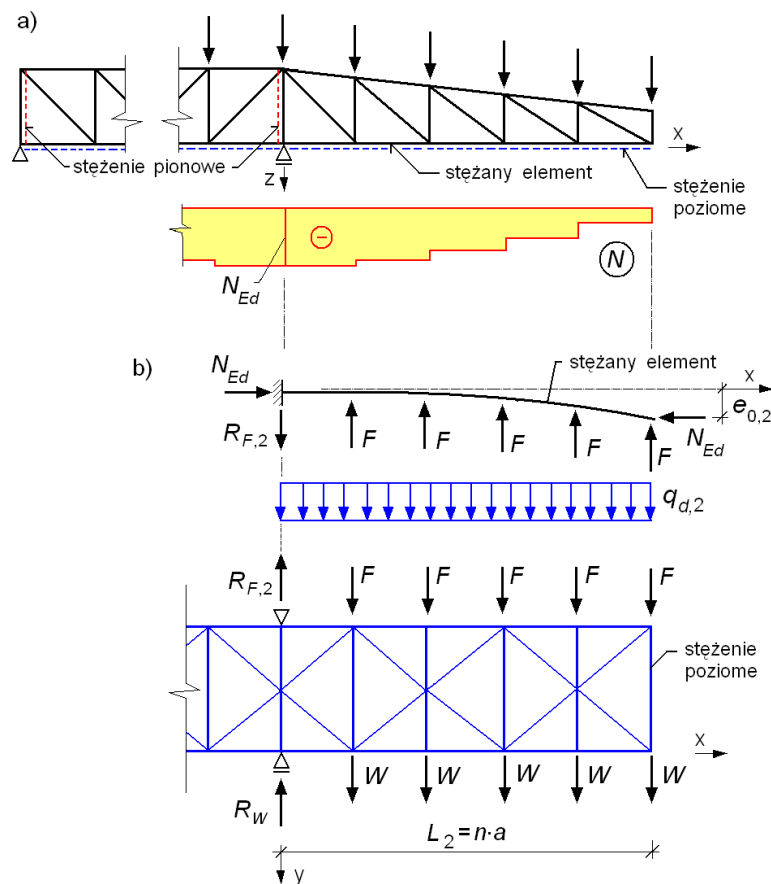 a)
x
stężenie pionowe
stężany element
z
stężenie
poziome
N Ed
N
b)
stężany element
x
N Ed
e 0,2
R F,2
F
F
F
F
F
N Ed
q d,2
R F,2
F
F
F
F
F
stężenie
poziome
x
W
W
W
W
W
R W
L 2 = n·a
y